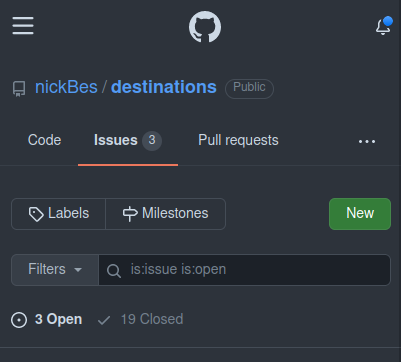 nickBes / destinations Public
Code Issues 3 Pull requests
Labels Milestones New
Filters is:issue is:open
3 Open 19 Closed